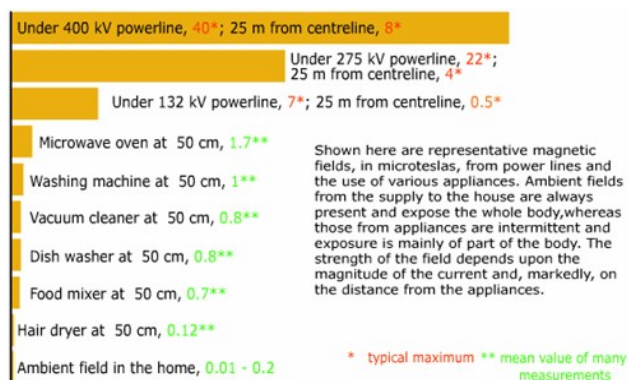 Under 400 kV powerline, 40*; 25 m from centreline, 8*
Under 275 kV powerline, 22*;
25 m from centreline, 4*
Under 132 kV powerline, 7*; 25 m from centreline, 0.5*
Microwave oven at 50 cm, 1.7**
Washing machine at 50 cm, 1**
Vacuum cleaner at 50 cm, 0.8**
Dish washer at 50 cm, 0.8**
Food mixer at 50 cm, 0.7**
Hair dryer at 50 cm, 0.12**
Ambient field in the home, 0.01 - 0.2
Shown here are representative magnetic
fields, in microteslas, from power lines and
the use of various appliances. Ambient fields
from the supply to the house are always
present and expose the whole body,whereas
those from appliances are intermittent and
exposure is mainly of part of the body. The
strength of the field depends upon the
magnitude of the current and, markedly, on
the distance from the appliances.
* typical maximum ** mean value of many
measurements